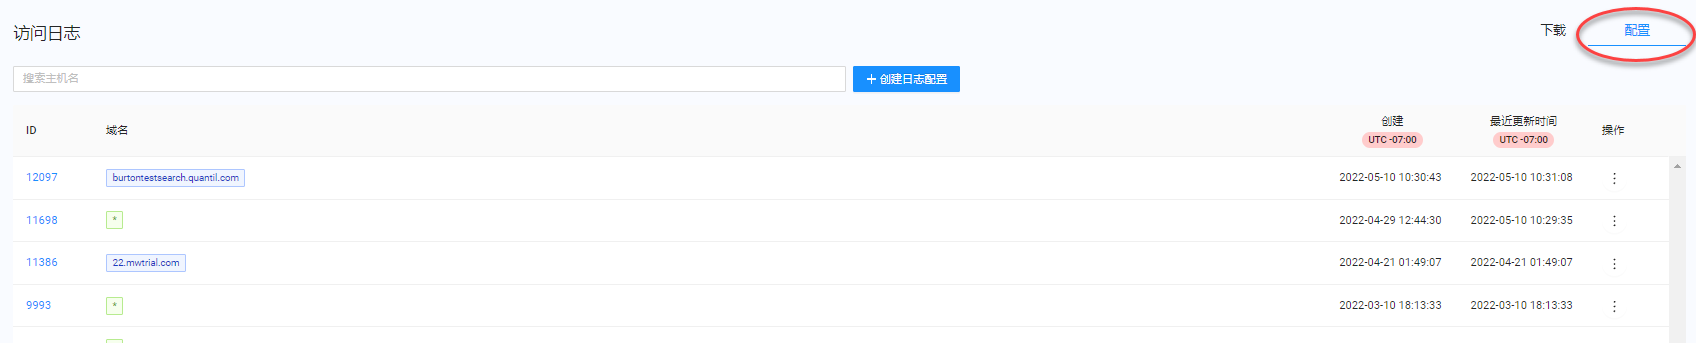 访问日志
下载 配置
搜索主机名 + 创建日志配置
ID 域名 创建 UTC -07:00 最近更新时间 UTC -07:00 操作
12097 burtontestsearch.quantil.com 2022-05-10 10:30:43 2022-05-10 10:31:08
11698 * 2022-04-29 12:44:30 2022-05-10 10:29:35
11386 22.mwtrial.com 2022-04-21 01:49:07 2022-04-21 01:49:07
9993 * 2022-03-10 18:13:33 2022-03-10 18:13:33